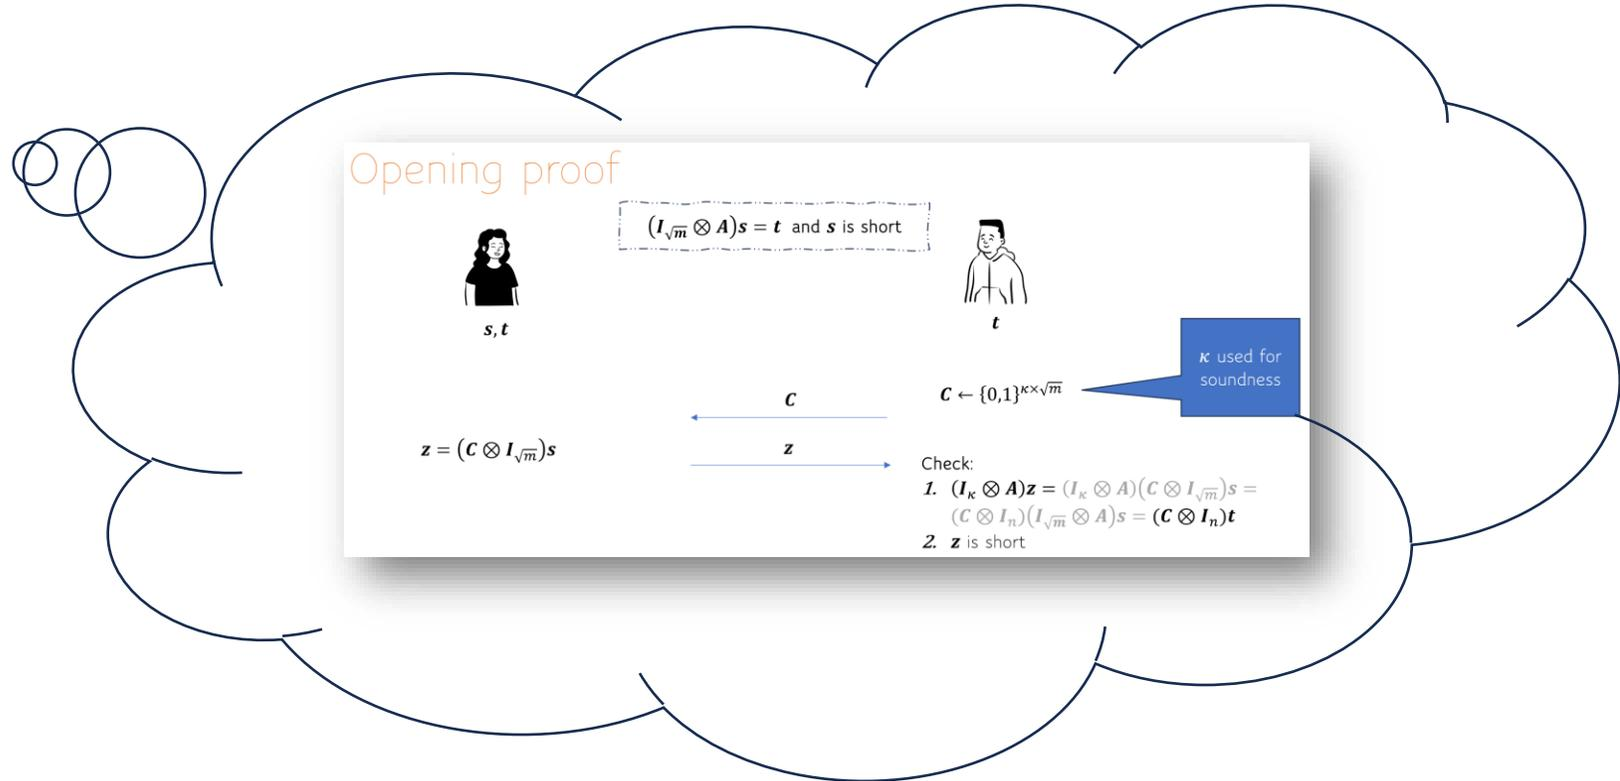 Opening proof
(I_{√m} ⊗ A)s = t and s is short
s, t
t
κ used for
soundness
C ← {0,1}^{κ×√m}
C
z = (C ⊗ I_{√m})s
z
Check:
1. (I_κ ⊗ A)z = (I_κ ⊗ A)(C ⊗ I_{√m})s =
(C ⊗ I_n)(I_{√m} ⊗ A)s = (C ⊗ I_n)t
2. z is short